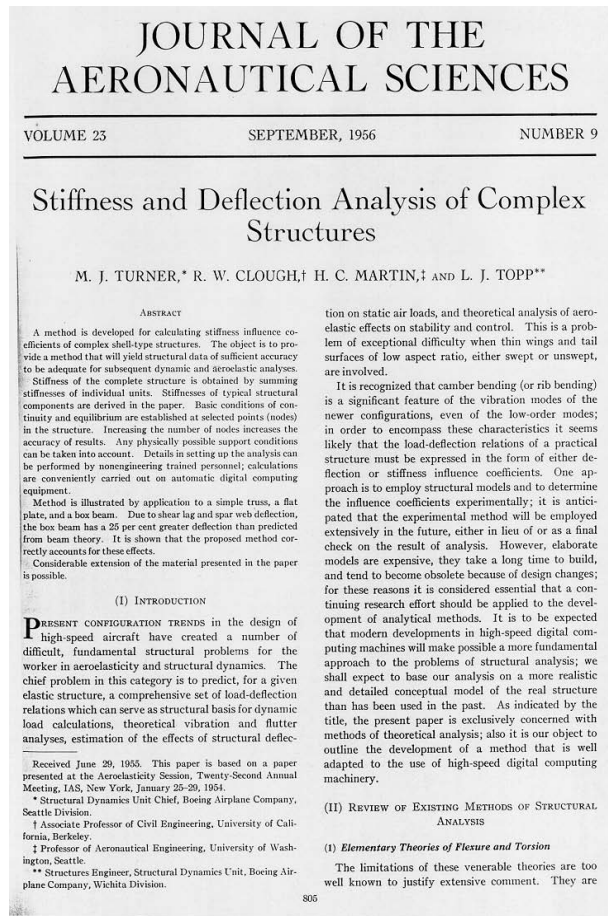 JOURNAL OF THE
AERONAUTICAL SCIENCES
VOLUME 23 SEPTEMBER, 1956 NUMBER 9
Stiffness and Deflection Analysis of Complex
Structures
M. J. TURNER,* R. W. CLOUGH,† H. C. MARTIN,‡ AND L. J. TOPP**
ABSTRACT
A method is developed for calculating stiffness influence co-
efficients of complex shell-type structures. The object is to pro-
vide a method that will yield structural data of sufficient accuracy
to be adequate for subsequent dynamic and aeroelastic analyses.
Stiffness of the complete structure is obtained by summing
stiffnesses of individual units. Stiffnesses of typical structural
components are derived in the paper. Basic conditions of con-
tinuity and equilibrium are established at selected points (nodes)
in the structure. Increasing the number of nodes increases the
accuracy of results. Any physically possible support conditions
can be taken into account. Details in setting up the analysis can
be performed by nonengineering trained personnel; calculations
are conveniently carried out on automatic digital computing
equipment.
Method is illustrated by application to a simple truss, a flat
plate, and a box beam. Due to shear lag and spar web deflection,
the box beam has a 25 per cent greater deflection than predicted
from beam theory. It is shown that the proposed method cor-
rectly accounts for these effects.
Considerable extension of the material presented in the paper
is possible.
(I) INTRODUCTION
PRESENT CONFIGURATION TRENDS in the design of
high-speed aircraft have created a number of
difficult, fundamental structural problems for the
worker in aeroelasticity and structural dynamics. The
chief problem in this category is to predict, for a given
elastic structure, a comprehensive set of load-deflection
relations which can serve as structural basis for dynamic
load calculations, theoretical vibration and flutter
analyses, estimation of the effects of structural deflec-
Received June 29, 1955. This paper is based on a paper
presented at the Aeroelasticity Session, Twenty-Second Annual
Meeting, IAS, New York, January 25–29, 1954.
* Structural Dynamics Unit Chief, Boeing Airplane Company,
Seattle Division.
† Associate Professor of Civil Engineering, University of Cali-
fornia, Berkeley.
‡ Professor of Aeronautical Engineering, University of Wash-
ington, Seattle.
** Structures Engineer, Structural Dynamics Unit, Boeing Air-
plane Company, Wichita Division.
tion on static air loads, and theoretical analysis of aero-
elastic effects on stability and control. This is a prob-
lem of exceptional difficulty when thin wings and tail
surfaces of low aspect ratio, either swept or unswept,
are involved.
It is recognized that camber bending (or rib bending)
is a significant feature of the vibration modes of the
newer configurations, even of the low-order modes;
in order to encompass these characteristics it seems
likely that the load-deflection relations of a practical
structure must be expressed in the form of either de-
flection or stiffness influence coefficients. One ap-
proach is to employ structural models and to determine
the influence coefficients experimentally; it is antici-
pated that the experimental method will be employed
extensively in the future, either in lieu of or as a final
check on the result of analysis. However, elaborate
models are expensive, they take a long time to build,
and tend to become obsolete because of design changes;
for these reasons it is considered essential that a con-
tinuing research effort should be applied to the devel-
opment of analytical methods. It is to be expected
that modern developments in high-speed digital com-
puting machines will make possible a more fundamental
approach to the problems of structural analysis; we
shall expect to base our analysis on a more realistic
and detailed conceptual model of the real structure
than has been used in the past. As indicated by the
title, the present paper is exclusively concerned with
methods of theoretical analysis; also it is our object to
outline the development of a method that is well
adapted to the use of high-speed digital computing
machinery.
(II) REVIEW OF EXISTING METHODS OF STRUCTURAL
ANALYSIS
(1) Elementary Theories of Flexure and Torsion
The limitations of these venerable theories are too
well known to justify extensive comment. They are
805